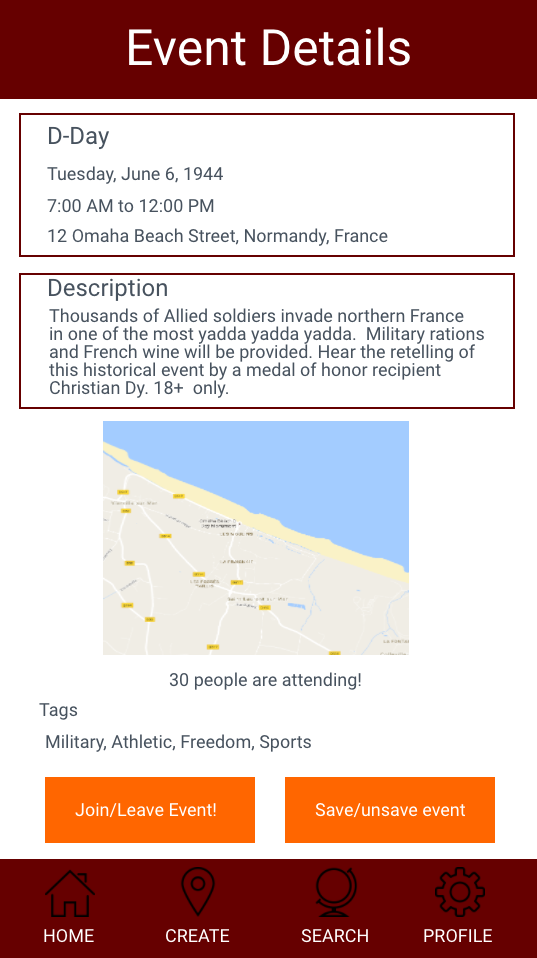 Event Details
D-Day
Tuesday, June 6, 1944
7:00 AM to 12:00 PM
12 Omaha Beach Street, Normandy, France
Description
Thousands of Allied soldiers invade northern France
in one of the most yadda yadda yadda.  Military rations
and French wine will be provided. Hear the retelling of
this historical event by a medal of honor recipient
Christian Dy. 18+  only.
30 people are attending!
Tags
Military, Athletic, Freedom, Sports
Join/Leave Event!
Save/unsave event
HOME CREATE SEARCH PROFILE